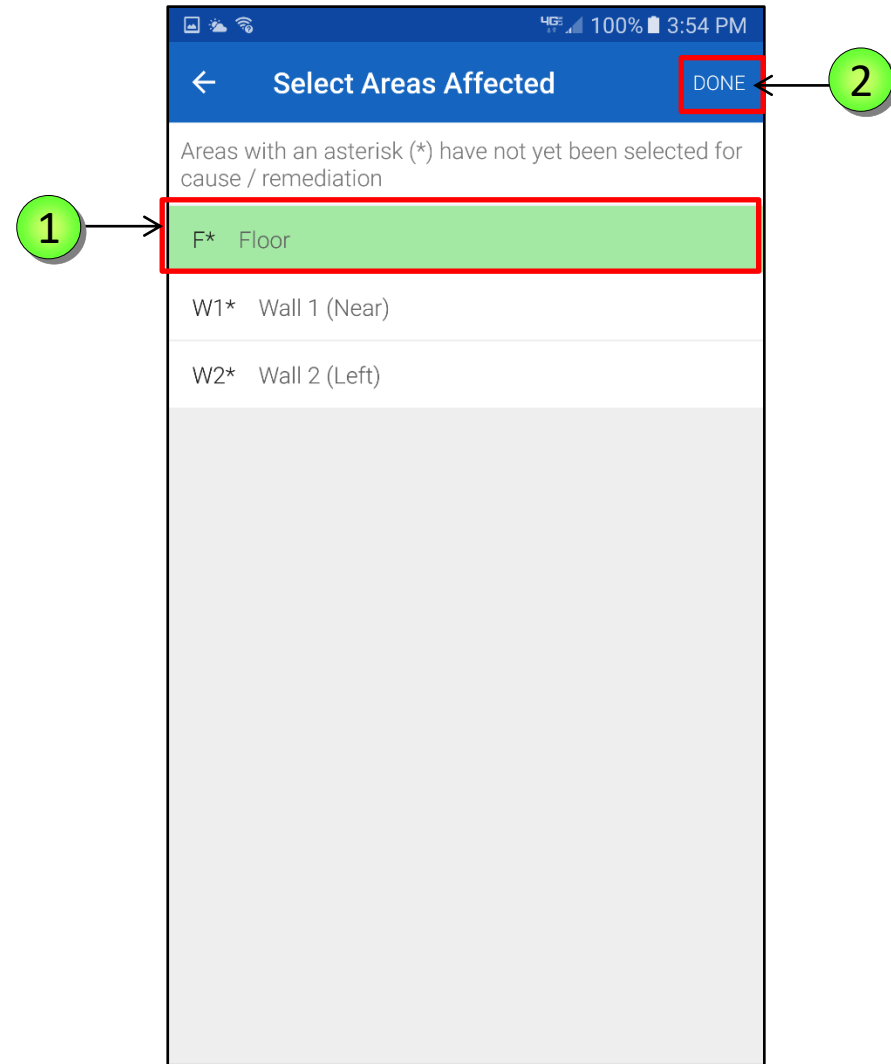 4G 100% 3:54 PM
Select Areas Affected DONE
2
Areas with an asterisk (*) have not yet been selected for
cause / remediation
1
F* Floor
W1* Wall 1 (Near)
W2* Wall 2 (Left)